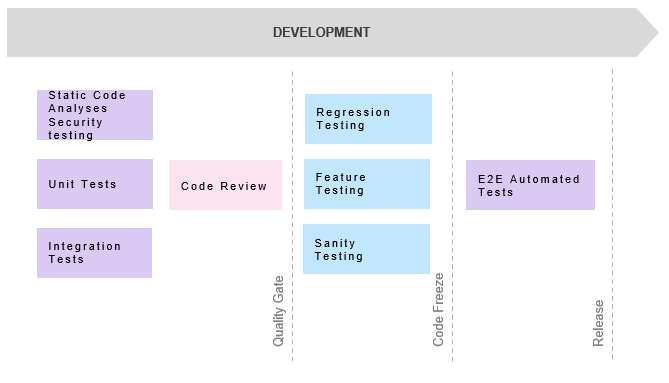 DEVELOPMENT
Static Code
Analyses
Security
testing
Unit Tests
Integration
Tests
Code Review
Quality Gate
Regression
Testing
Feature
Testing
Sanity
Testing
Code Freeze
E2E Automated
Tests
Release